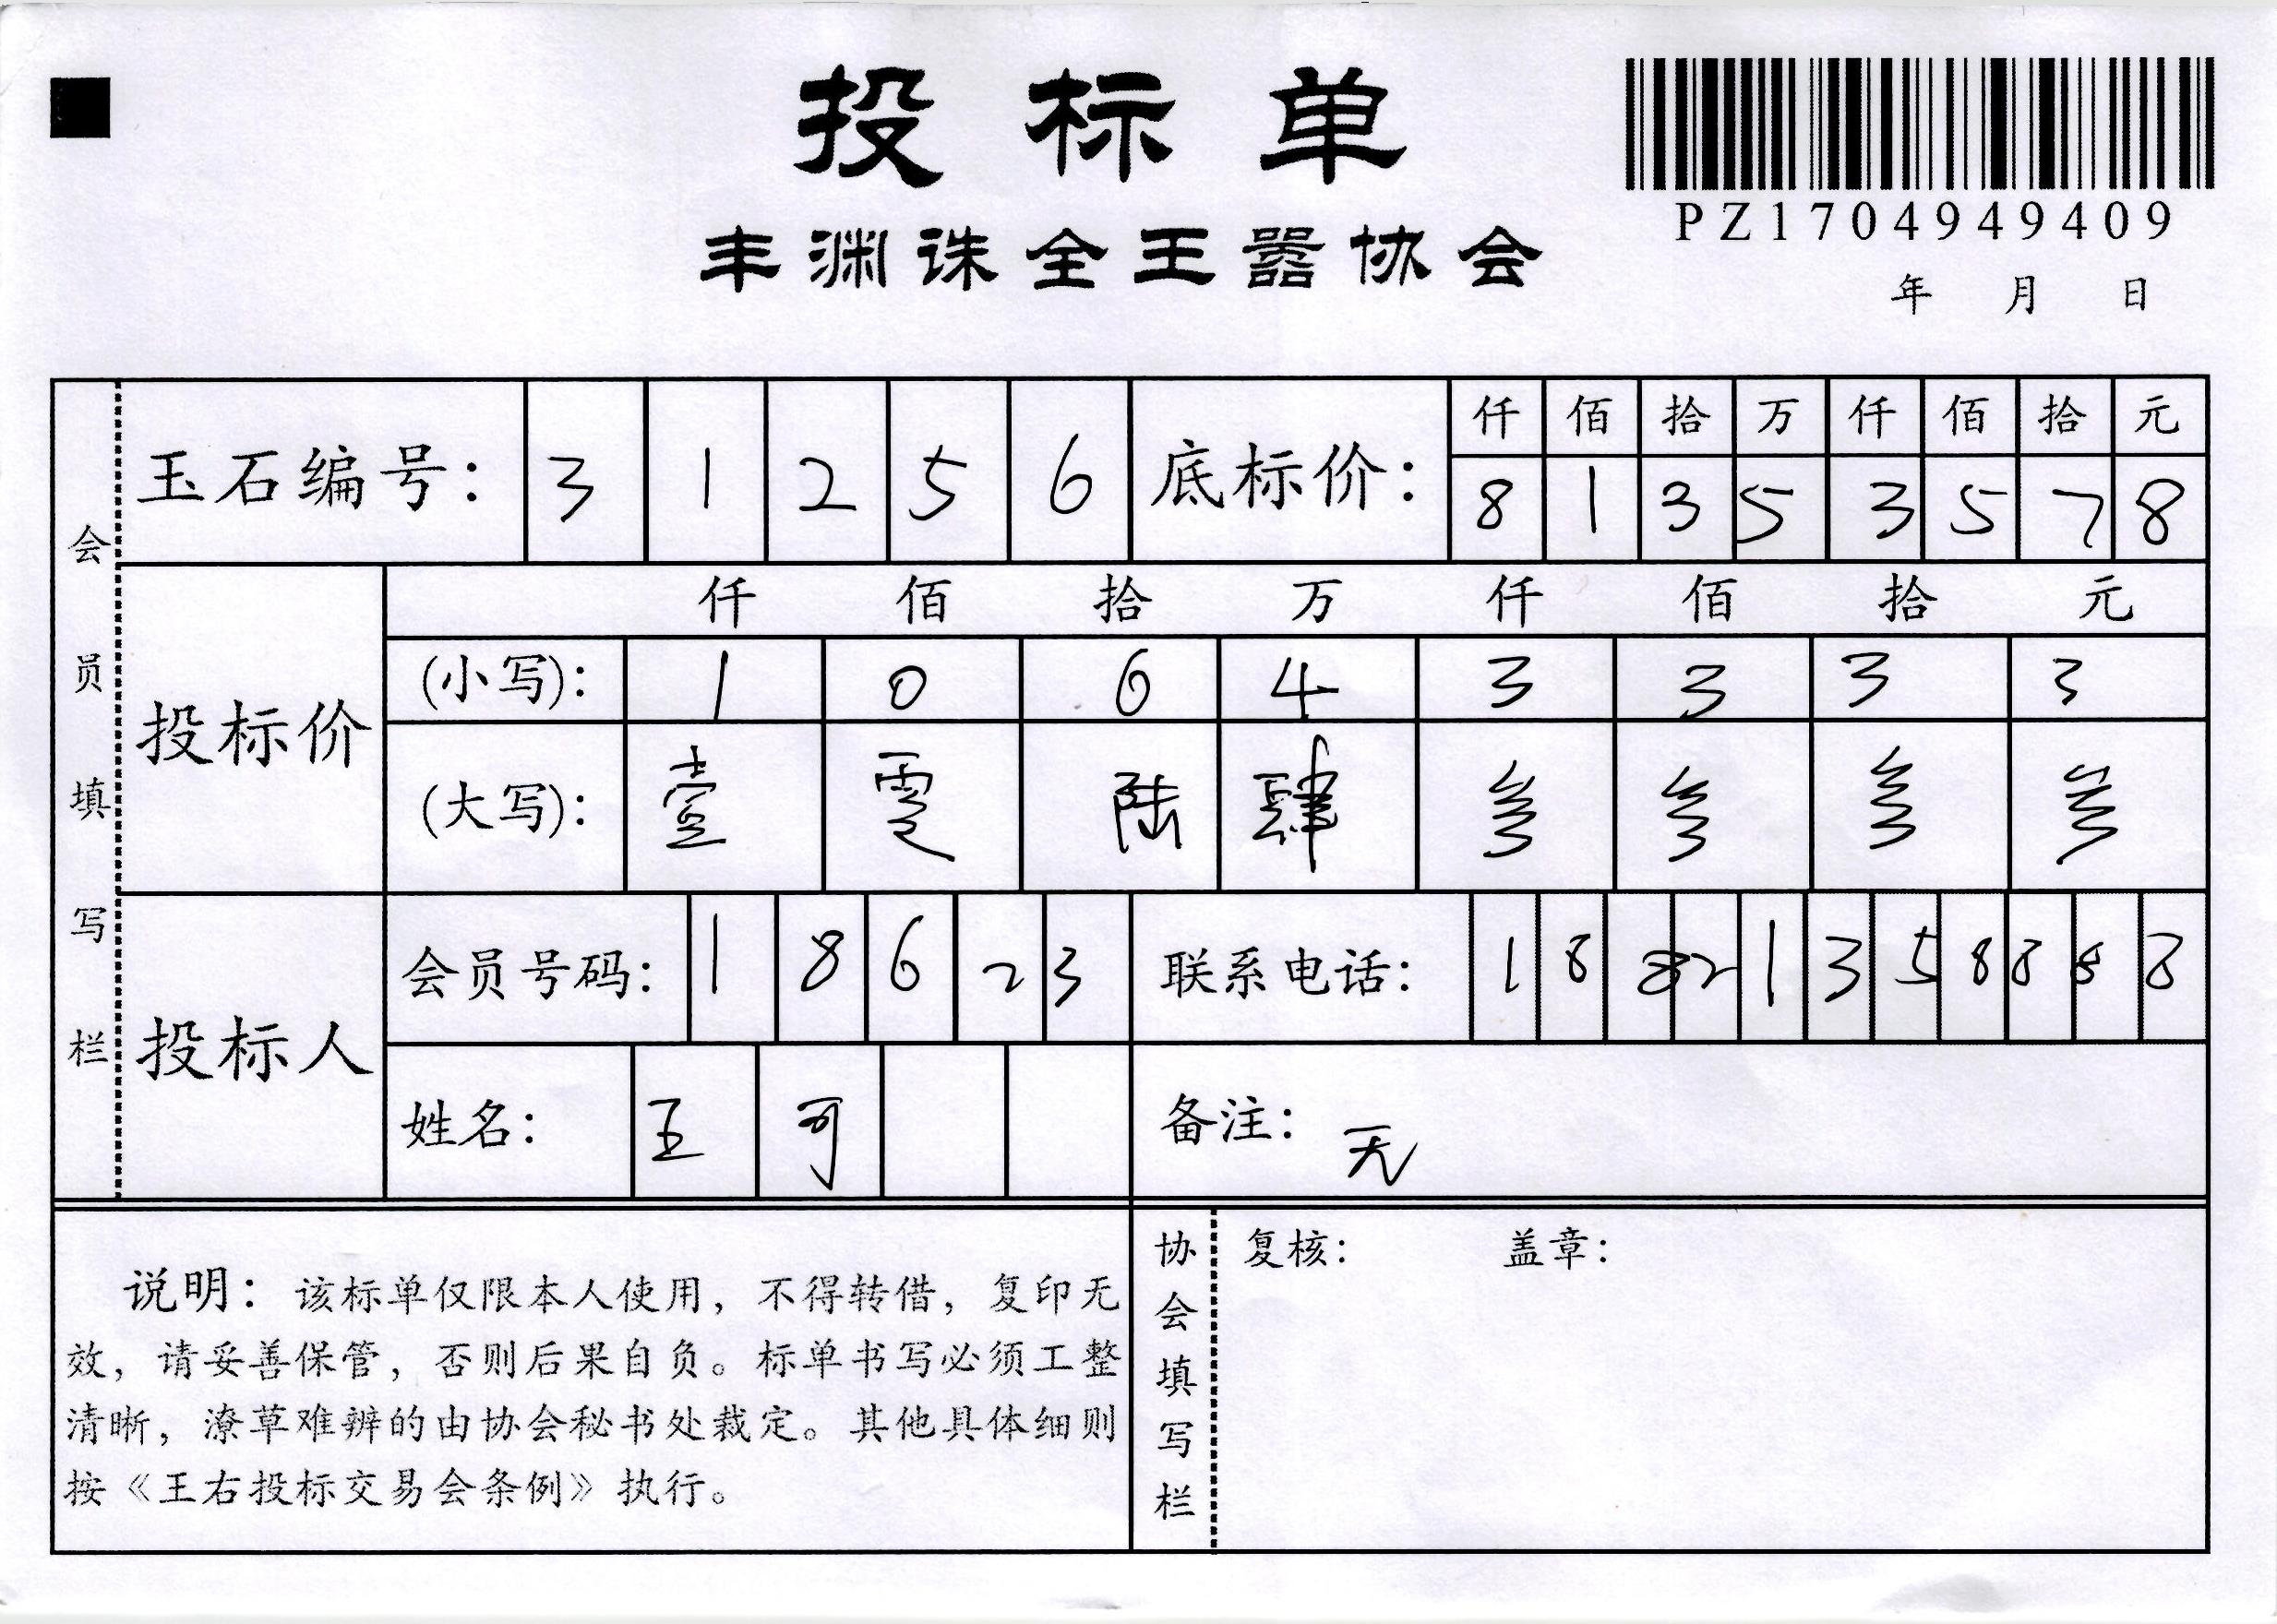 投标单
PZ1704949409
丰渊诛全王嚣协会
年 月 日
会员填写栏
玉石编号: 3 1 2 5 6
底标价: 仟 佰 拾 万 仟 佰 拾 元
8 1 3 5 3 5 7 8
投标价
仟 佰 拾 万 仟 佰 拾 元
(小写): 1 0 6 4 3 3 3 3
(大写): 壹 零 陆 肆 叁 叁 叁 叁
投标人
会员号码: 1 8 6 2 3
联系电话: 1 8 8 2 1 3 5 8 8 8 8
姓名: 王 可
备注: 无
说明: 该标单仅限本人使用, 不得转借, 复印无
效, 请妥善保管, 否则后果自负。标单书写必须工整
清晰, 潦草难辨的由协会秘书处裁定。其他具体细则
按《王右投标交易会条例》执行。
协会填写栏
复核: 盖章: